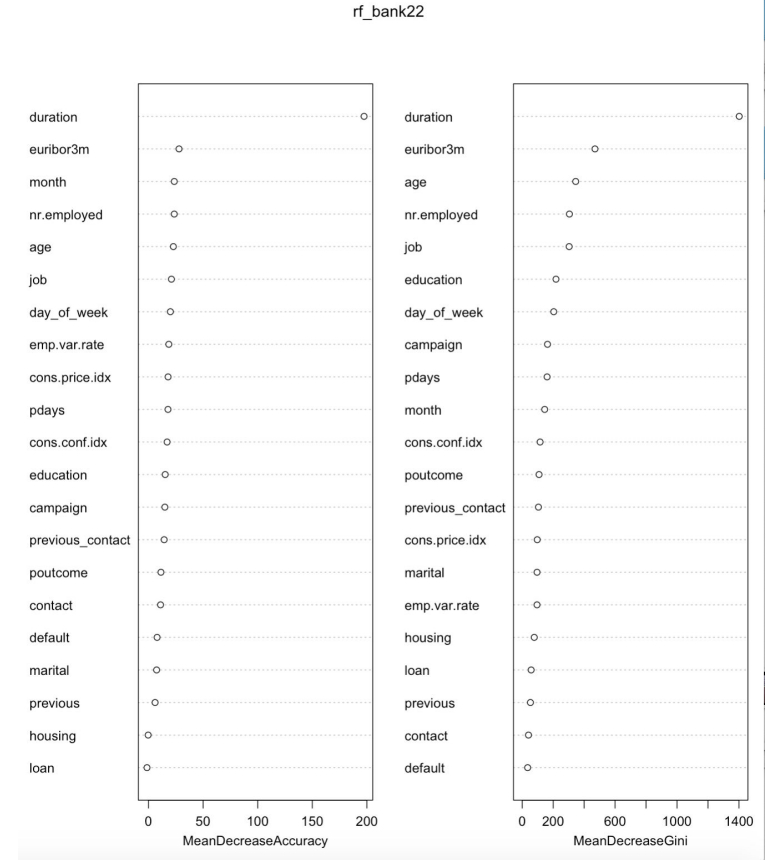 rf_bank22
duration
euribor3m
month
nr.employed
age
job
day_of_week
emp.var.rate
cons.price.idx
pdays
cons.conf.idx
education
campaign
previous_contact
poutcome
contact
default
marital
previous
housing
loan
0 50 100 150 200
MeanDecreaseAccuracy
duration
euribor3m
age
nr.employed
job
education
day_of_week
campaign
pdays
month
cons.conf.idx
poutcome
previous_contact
cons.price.idx
marital
emp.var.rate
housing
loan
previous
contact
default
0 200 600 1000 1400
MeanDecreaseGini